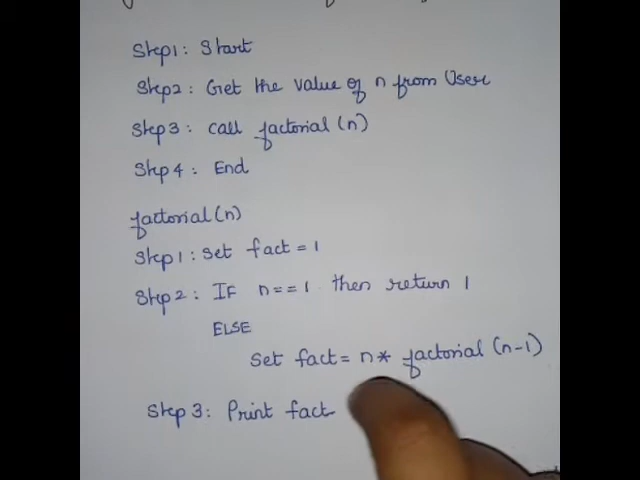 Step1: Start
Step2: Get the value of n from User
Step3: call factorial (n)
Step4: End
factorial(n)
Step1: Set fact = 1
Step2: IF n == 1 then return 1
ELSE
Set fact = n * factorial (n-1)
Step 3: Print fact